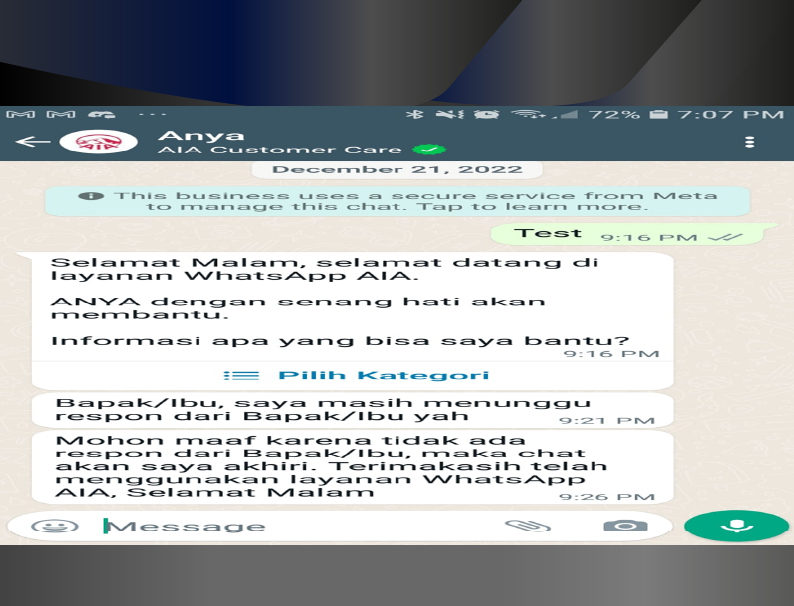 72% 7:07 PM
Anya
AIA
AIA Customer Care
December 21, 2022
This business uses a secure service from Meta
to manage this chat. Tap to learn more.
Test 9:16 PM
Selamat Malam, selamat datang di
layanan WhatsApp AIA.
ANYA dengan senang hati akan
membantu.
Informasi apa yang bisa saya bantu?
9:16 PM
Pilih Kategori
Bapak/Ibu, saya masih menunggu
respon dari Bapak/Ibu yah 9:21 PM
Mohon maaf karena tidak ada
respon dari Bapak/Ibu, maka chat
akan saya akhiri. Terimakasih telah
menggunakan layanan WhatsApp
AIA, Selamat Malam 9:26 PM
Message